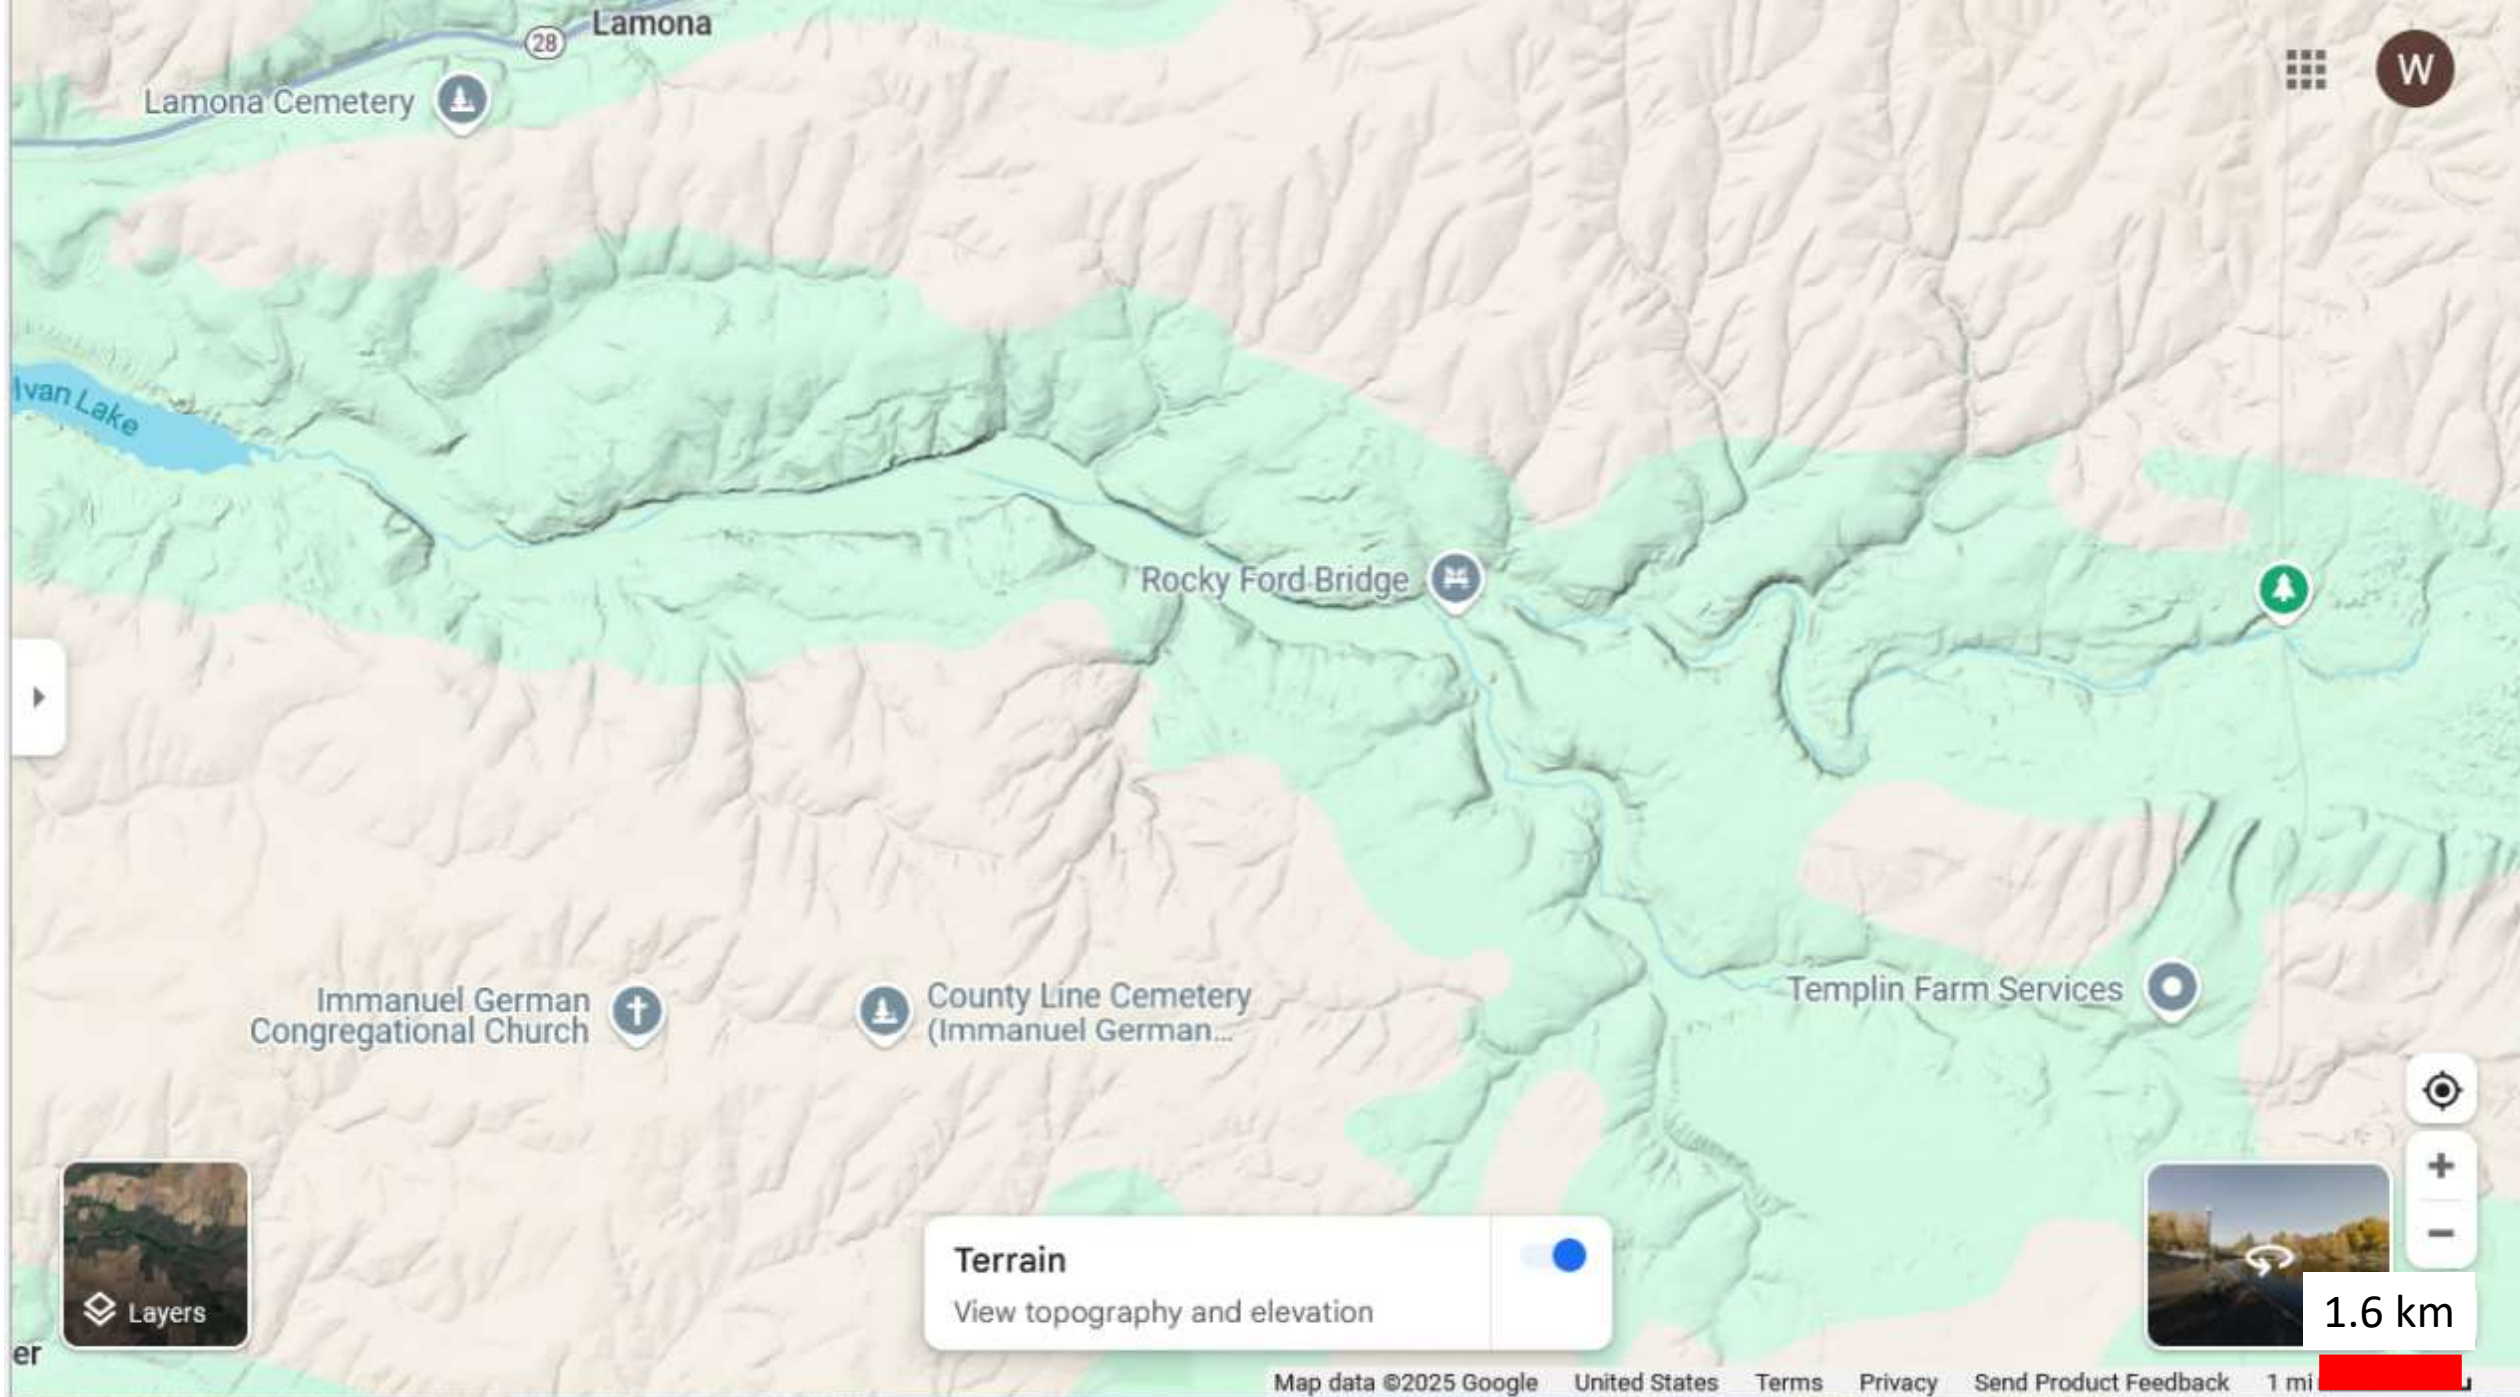 Lamona
28
Lamona Cemetery
W
Ivan Lake
Rocky Ford Bridge
Immanuel German
Congregational Church
County Line Cemetery
(Immanuel German...
Templin Farm Services
Layers
Terrain
View topography and elevation
1.6 km
er
Map data ©2025 Google United States Terms Privacy Send Product Feedback 1 mi